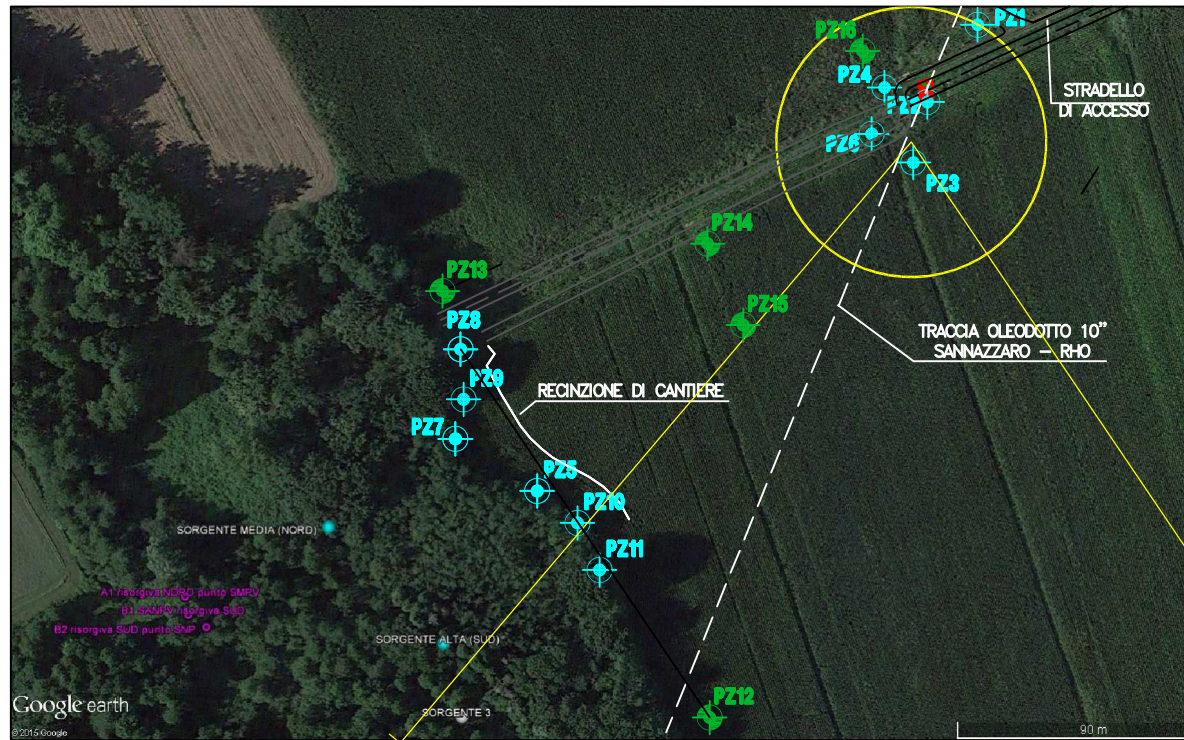 PZ1
PZ16
PZ4
STRADELLO
DI ACCESSO
PZ6
PZ3
PZ14
PZ13
PZ15
PZ8
TRACCIA OLEODOTTO 10"
SANNAZZARO – RHO
PZ9
RECINZIONE DI CANTIERE
PZ7
PZ5
PZ10
SORGENTE MEDIA (NORD)
PZ11
A1 risorgiva NORD punto SMPV
B1 SANPV risorgiva SUD
B2 risorgiva SUD punto SNP
SORGENTE ALTA (SUD)
PZ12
Google earth
SORGENTE 3
© 2015 Google
90 m